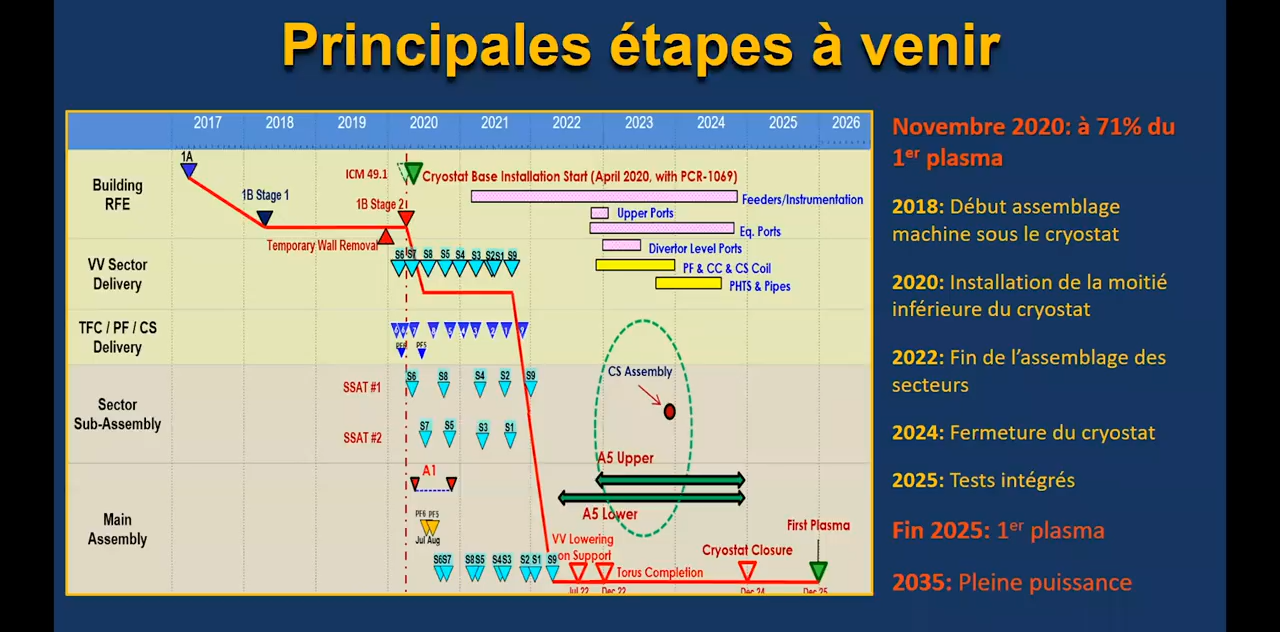 Principales étapes à venir
2017 2018 2019 2020 2021 2022 2023 2024 2025 2026
Building
RFE
1A
1B Stage 1
ICM 49.1
Cryostat Base Installation Start (April 2020, with PCR-1069)
1B Stage 2
Temporary Wall Removal
Feeders/Instrumentation
Upper Ports
Eq. Ports
Divertor Level Ports
PF & CC & CS Coil
PHTS & Pipes
VV Sector
Delivery
S6 S7 S8 S5 S4 S3 S2 S1 S9
TFC / PF / CS
Delivery
PF6 PF5
Sector
Sub-Assembly
SSAT #1
S6 S8 S4 S2 S9
SSAT #2
S7 S5 S3 S1
CS Assembly
A5 Upper
A5 Lower
Main
Assembly
A1
PF6 PF5
Jul Aug
S6 S7 S8 S5 S4 S3 S2 S1 S9
VV Lowering
on Support
Torus Completion
Cryostat Closure
First Plasma
Jul 22 Dec 22 Dec 24 Dec 25
Novembre 2020: à 71% du
1er plasma
2018: Début assemblage
machine sous le cryostat
2020: Installation de la moitié
inférieure du cryostat
2022: Fin de l’assemblage des
secteurs
2024: Fermeture du cryostat
2025: Tests intégrés
Fin 2025: 1er plasma
2035: Pleine puissance